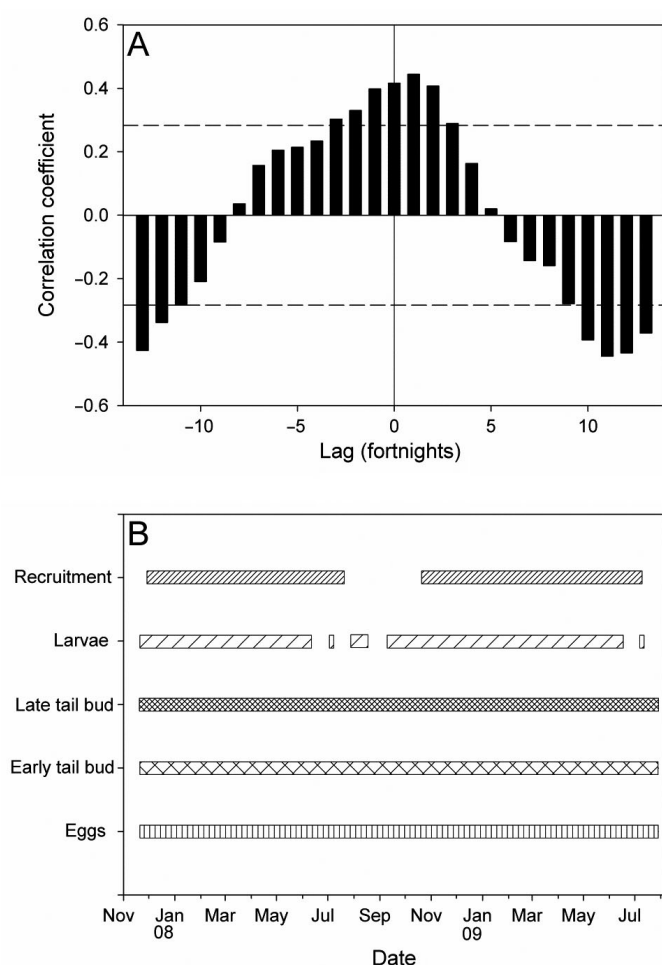 A
Correlation coefficient
0.6
0.4
0.2
0.0
−0.2
−0.4
−0.6
−10 −5 0 5 10
Lag (fortnights)
B
Recruitment
Larvae
Late tail bud
Early tail bud
Eggs
Nov Jan Mar May Jul Sep Nov Jan Mar May Jul
08 09
Date